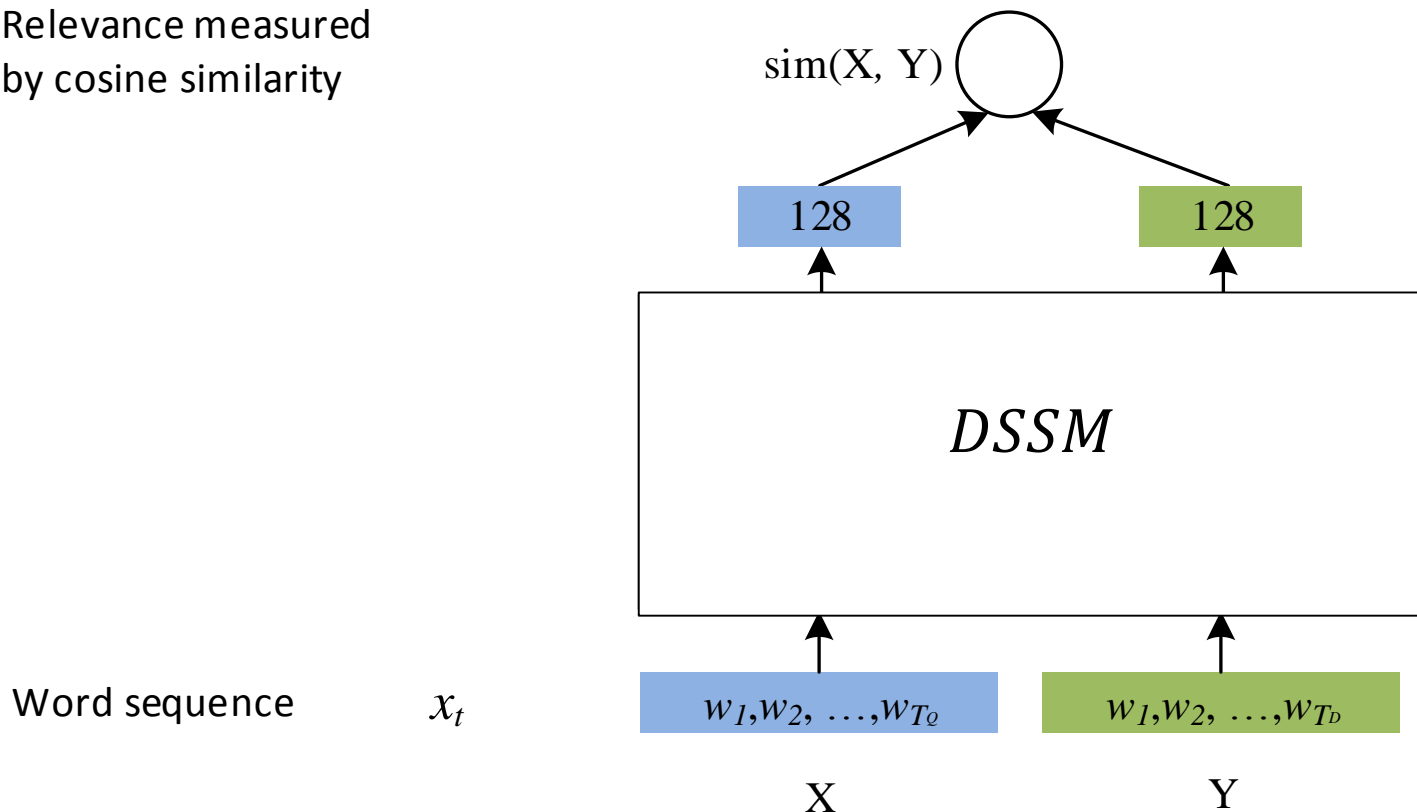 Relevance measured
by cosine similarity
sim(X, Y)
128
128
DSSM
Word sequence
x_t
w_1,w_2, …,w_{T_Q}
w_1,w_2, …,w_{T_D}
X
Y